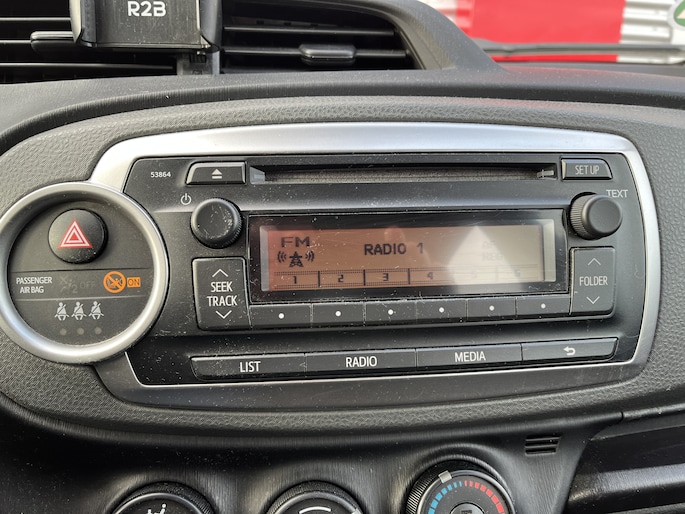 R2B
53864
SET UP
TEXT
FM
RADIO 1
1 2 3 4
SEEK
TRACK
FOLDER
PASSENGER
AIR BAG
OFF
ON
LIST
RADIO
MEDIA